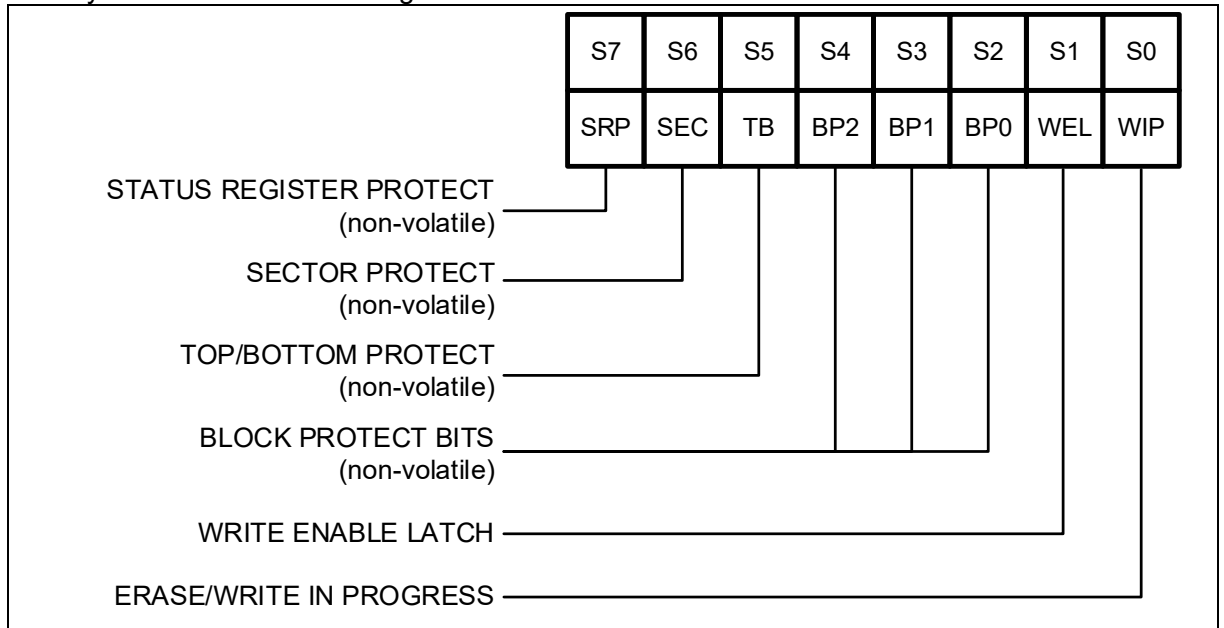 S7 S6 S5 S4 S3 S2 S1 S0
SRP SEC TB BP2 BP1 BP0 WEL WIP
STATUS REGISTER PROTECT
(non-volatile)
SECTOR PROTECT
(non-volatile)
TOP/BOTTOM PROTECT
(non-volatile)
BLOCK PROTECT BITS
(non-volatile)
WRITE ENABLE LATCH
ERASE/WRITE IN PROGRESS